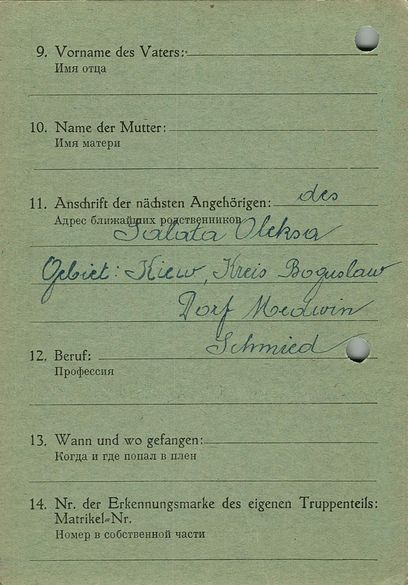 9. Vorname des Vaters:
Имя отца
10. Name der Mutter:
Имя матери
11. Anschrift der nächsten Angehörigen: des
Адрес ближайших родственников
Salata Oleksa
Gebiet: Kiew, Kreis Boguslaw
Dorf Medwin
Schmied
12. Beruf:
Профессия
13. Wann und wo gefangen:
Когда и где попал в плен
14. Nr. der Erkennungsmarke des eigenen Truppenteils:
Matrikel-Nr.
Номер в собственной части